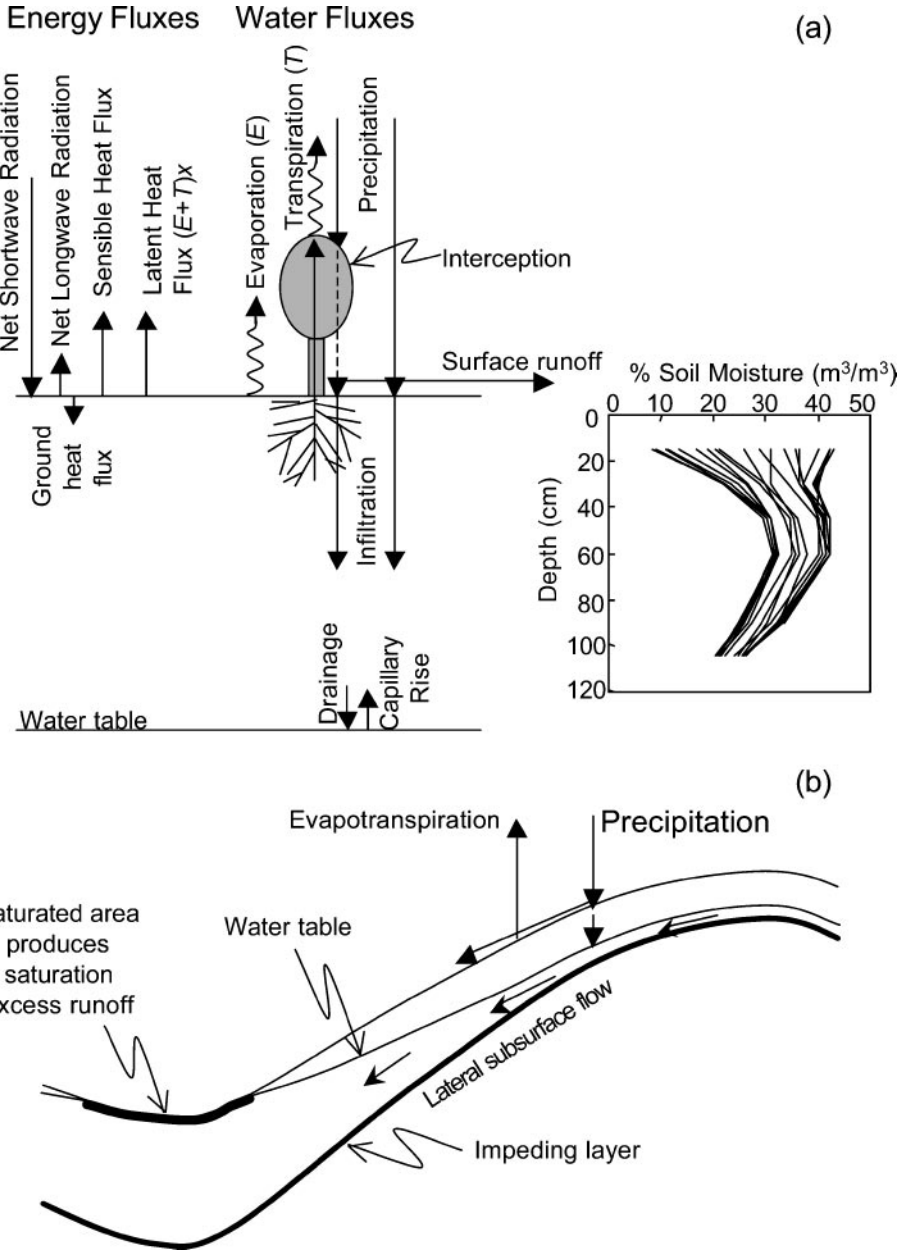 Energy Fluxes
Water Fluxes
(a)
Net Shortwave Radiation
Net Longwave Radiation
Sensible Heat Flux
Latent Heat
Flux (E+T)x
Evaporation (E)
Transpiration (T)
Precipitation
Interception
Surface runoff
Ground
heat
flux
Infiltration
Drainage
Capillary
Rise
Water table
% Soil Moisture (m³/m³)
0 10 20 30 40 50
Depth (cm)
0
20
40
60
80
100
120
(b)
Evapotranspiration
Precipitation
aturated area
produces
saturation
xcess runoff
Water table
Lateral subsurface flow
Impeding layer